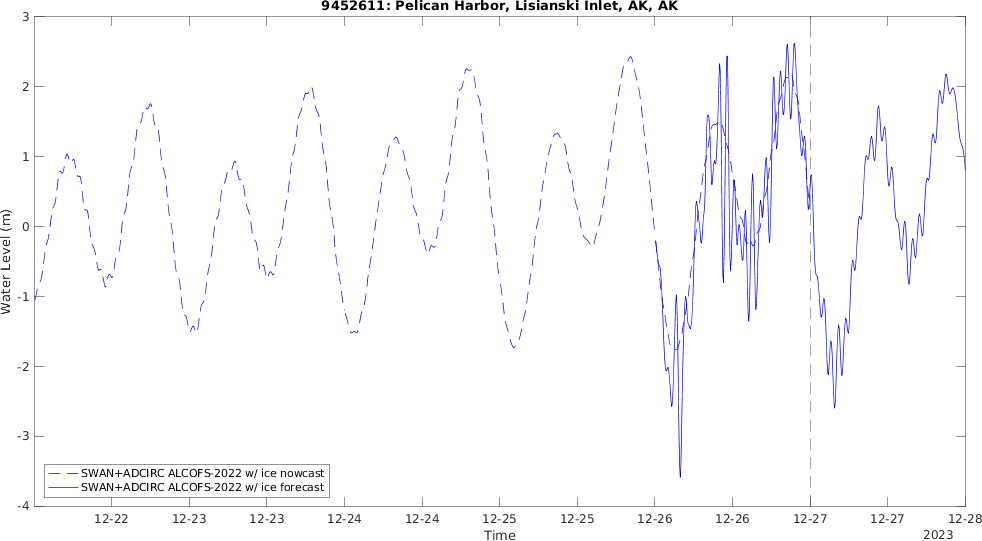 9452611: Pelican Harbor, Lisianski Inlet, AK, AK
3
2
1
0
-1
-2
-3
-4
Water Level (m)
SWAN+ADCIRC ALCOFS-2022 w/ ice nowcast
SWAN+ADCIRC ALCOFS-2022 w/ ice forecast
12-22 12-23 12-23 12-24 12-24 12-25 12-25 12-26 12-26 12-27 12-27 12-28
Time
2023